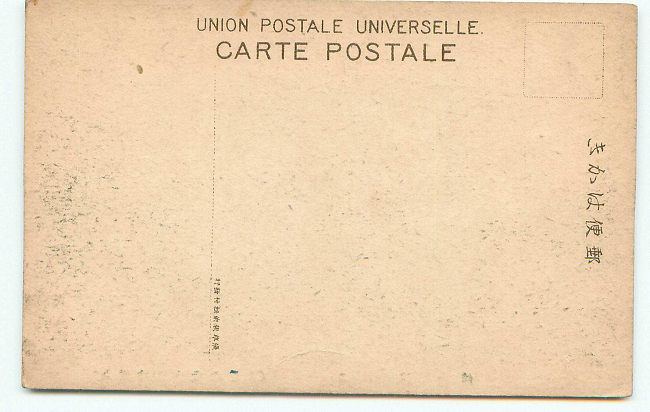 UNION POSTALE UNIVERSELLE.
CARTE POSTALE
郵便はかき